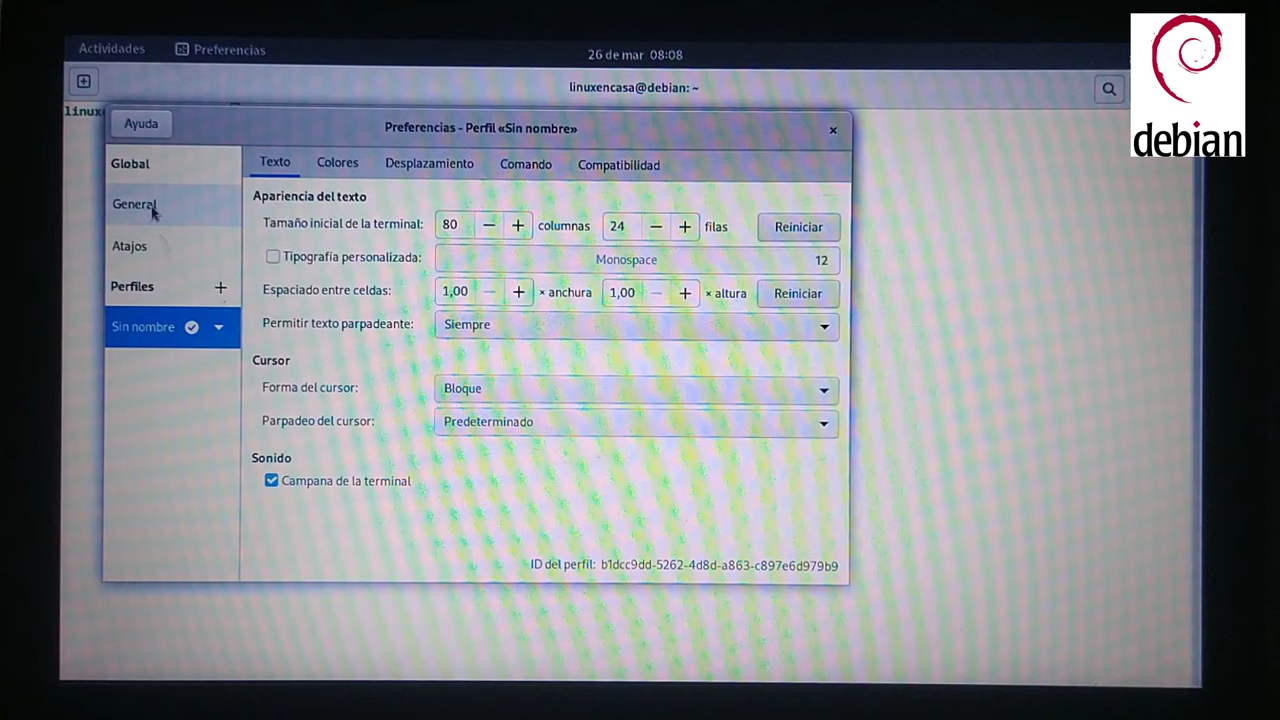 Actividades Preferencias 26 de mar 08:08
linuxencasa@debian: ~
linux
Ayuda Preferencias - Perfil «Sin nombre» ×
Global
General
Atajos
Perfiles +
Sin nombre
Texto Colores Desplazamiento Comando Compatibilidad
Apariencia del texto
Tamaño inicial de la terminal: 80 − + columnas 24 − + filas Reiniciar
Tipografía personalizada: Monospace 12
Espaciado entre celdas: 1,00 − + × anchura 1,00 − + × altura Reiniciar
Permitir texto parpadeante: Siempre
Cursor
Forma del cursor: Bloque
Parpadeo del cursor: Predeterminado
Sonido
Campana de la terminal
ID del perfil: b1dcc9dd-5262-4d8d-a863-c897e6d979b9
debian